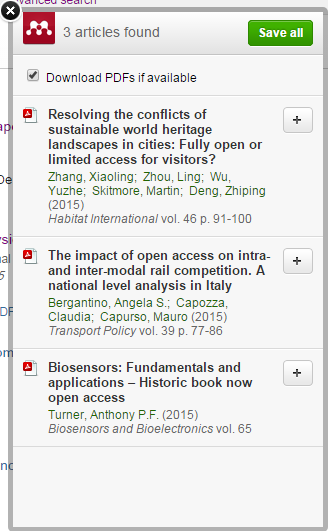 dvanced search
3 articles found
Save all
Download PDFs if available
Resolving the conflicts of
sustainable world heritage
landscapes in cities: Fully open or
limited access for visitors?
Zhang, Xiaoling; Zhou, Ling; Wu,
Yuzhe; Skitmore, Martin; Deng, Zhiping
(2015)
Habitat International vol. 46 p. 91-100
The impact of open access on intra-
and inter-modal rail competition. A
national level analysis in Italy
Bergantino, Angela S.; Capozza,
Claudia; Capurso, Mauro (2015)
Transport Policy vol. 39 p. 77-86
Biosensors: Fundamentals and
applications – Historic book now
open access
Turner, Anthony P.F. (2015)
Biosensors and Bioelectronics vol. 65